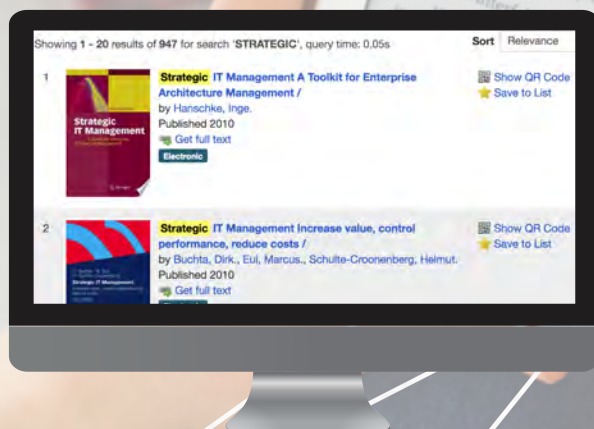 Showing 1 - 20 results of 947 for search 'STRATEGIC', query time: 0.05s
Sort Relevance
1
Strategic IT Management A Toolkit for Enterprise
Architecture Management /
by Hanschke, Inge.
Published 2010
Get full text
Electronic
Show QR Code
Save to List
Strategic
IT Management
Springer
2
Strategic IT Management Increase value, control
performance, reduce costs /
by Buchta, Dirk., Eul, Marcus., Schulte-Croonenberg, Helmut.
Published 2010
Get full text
Show QR Code
Save to List
Strategic IT Management